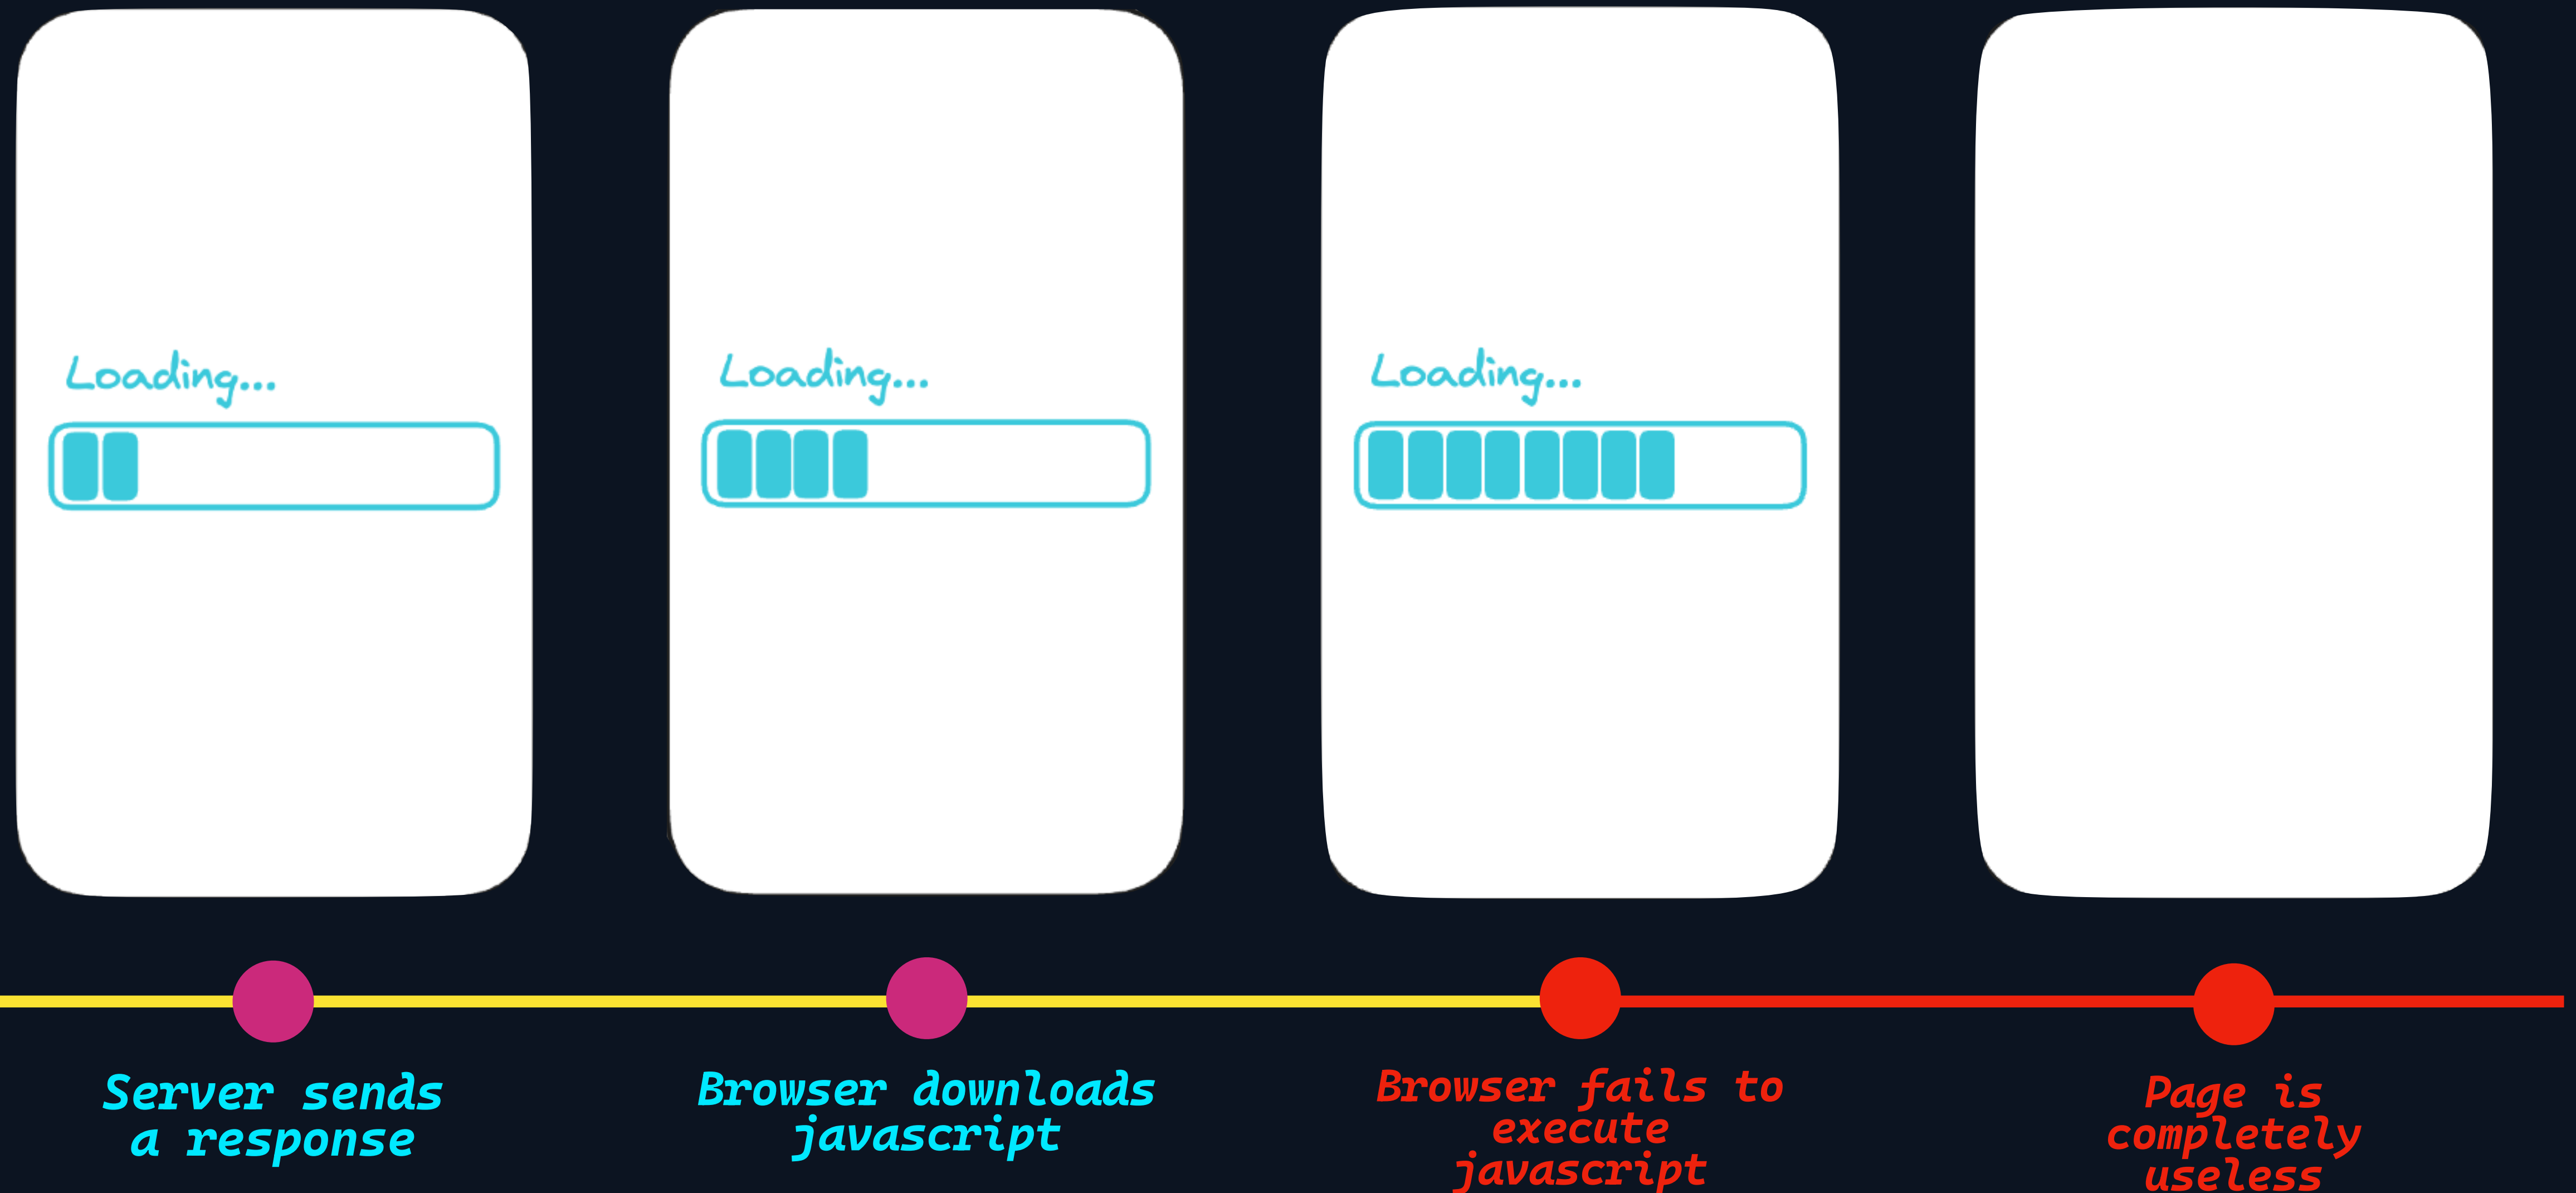 Loading...
Loading...
Loading...
Server sends
a response
Browser downloads
javascript
Browser fails to
execute
javascript
Page is
completely
useless